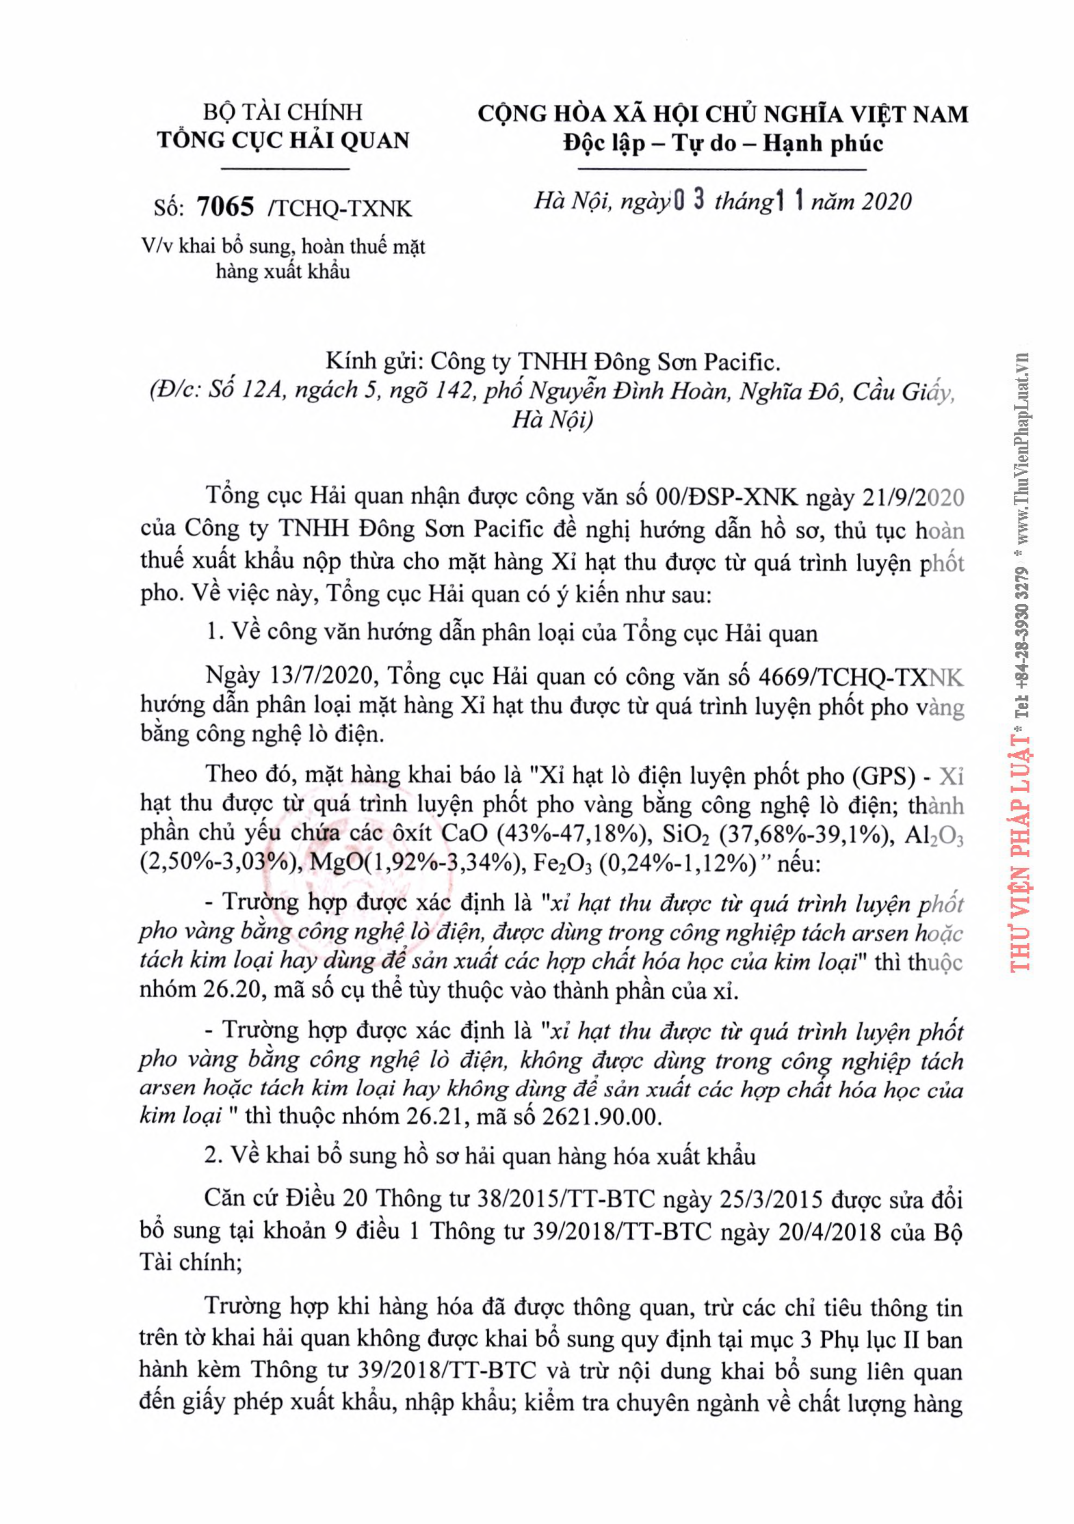 BỘ TÀI CHÍNH
TỔNG CỤC HẢI QUAN
CỘNG HÒA XÃ HỘI CHỦ NGHĨA VIỆT NAM
Độc lập – Tự do – Hạnh phúc
Số: 7065 /TCHQ-TXNK
Hà Nội, ngày 03 tháng 11 năm 2020
V/v khai bổ sung, hoàn thuế mặt
hàng xuất khẩu
Kính gửi: Công ty TNHH Đông Sơn Pacific.
(Đ/c: Số 12A, ngách 5, ngõ 142, phố Nguyễn Đình Hoàn, Nghĩa Đô, Cầu Giấy,
Hà Nội)
Tổng cục Hải quan nhận được công văn số 00/ĐSP-XNK ngày 21/9/2020
của Công ty TNHH Đông Sơn Pacific đề nghị hướng dẫn hồ sơ, thủ tục hoàn
thuế xuất khẩu nộp thừa cho mặt hàng Xỉ hạt thu được từ quá trình luyện phốt
pho. Về việc này, Tổng cục Hải quan có ý kiến như sau:
1. Về công văn hướng dẫn phân loại của Tổng cục Hải quan
Ngày 13/7/2020, Tổng cục Hải quan có công văn số 4669/TCHQ-TXNK
hướng dẫn phân loại mặt hàng Xỉ hạt thu được từ quá trình luyện phốt pho vàng
bằng công nghệ lò điện.
Theo đó, mặt hàng khai báo là "Xỉ hạt lò điện luyện phốt pho (GPS) - Xỉ
hạt thu được từ quá trình luyện phốt pho vàng bằng công nghệ lò điện; thành
phần chủ yếu chứa các ôxít CaO (43%-47,18%), SiO₂ (37,68%-39,1%), Al₂O₃
(2,50%-3,03%), MgO(1,92%-3,34%), Fe₂O₃ (0,24%-1,12%)" nếu:
- Trường hợp được xác định là "xỉ hạt thu được từ quá trình luyện phốt
pho vàng bằng công nghệ lò điện, được dùng trong công nghiệp tách arsen hoặc
tách kim loại hay dùng để sản xuất các hợp chất hóa học của kim loại" thì thuộc
nhóm 26.20, mã số cụ thể tùy thuộc vào thành phần của xỉ.
- Trường hợp được xác định là "xỉ hạt thu được từ quá trình luyện phốt
pho vàng bằng công nghệ lò điện, không được dùng trong công nghiệp tách
arsen hoặc tách kim loại hay không dùng để sản xuất các hợp chất hóa học của
kim loại " thì thuộc nhóm 26.21, mã số 2621.90.00.
2. Về khai bổ sung hồ sơ hải quan hàng hóa xuất khẩu
Căn cứ Điều 20 Thông tư 38/2015/TT-BTC ngày 25/3/2015 được sửa đổi
bổ sung tại khoản 9 điều 1 Thông tư 39/2018/TT-BTC ngày 20/4/2018 của Bộ
Tài chính;
Trường hợp khi hàng hóa đã được thông quan, trừ các chỉ tiêu thông tin
trên tờ khai hải quan không được khai bổ sung quy định tại mục 3 Phụ lục II ban
hành kèm Thông tư 39/2018/TT-BTC và trừ nội dung khai bổ sung liên quan
đến giấy phép xuất khẩu, nhập khẩu; kiểm tra chuyên ngành về chất lượng hàng
THƯ VIỆN PHÁP LUẬT * Tel: +84-28-3930 3279 * www.ThuVienPhapLuat.vn